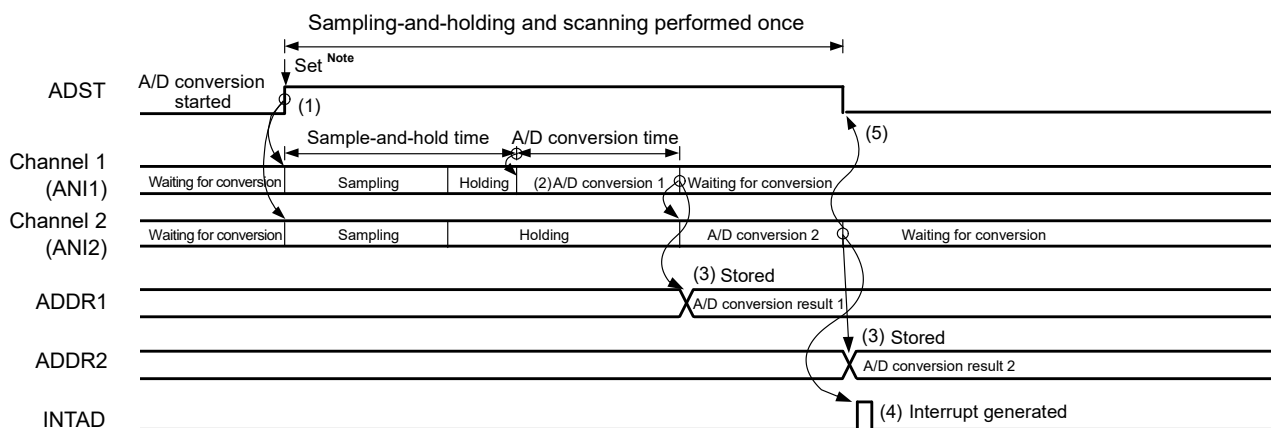 Sampling-and-holding and scanning performed once
Set Note
ADST
A/D conversion
started
(1)
(5)
Sample-and-hold time
A/D conversion time
Channel 1
(ANI1)
Waiting for conversion
Sampling
Holding
(2)A/D conversion 1
Waiting for conversion
Channel 2
(ANI2)
Waiting for conversion
Sampling
Holding
A/D conversion 2
Waiting for conversion
(3) Stored
ADDR1
A/D conversion result 1
(3) Stored
ADDR2
A/D conversion result 2
INTAD
(4) Interrupt generated